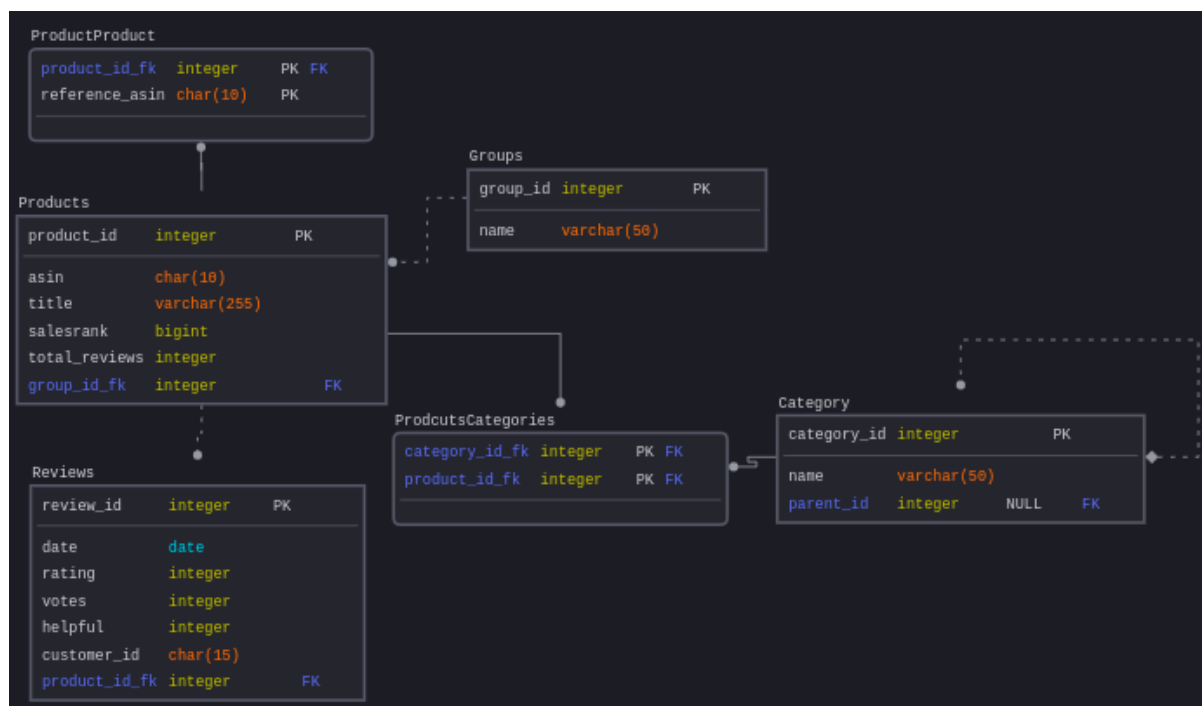 ProductProduct
product_id_fk integer PK FK
reference_asin char(10) PK
Groups
group_id integer PK
name varchar(50)
Products
product_id integer PK
asin char(10)
title varchar(255)
salesrank bigint
total_reviews integer
group_id_fk integer FK
ProdcutsCategories
category_id_fk integer PK FK
product_id_fk integer PK FK
Category
category_id integer PK
name varchar(50)
parent_id integer NULL FK
Reviews
review_id integer PK
date date
rating integer
votes integer
helpful integer
customer_id char(15)
product_id_fk integer FK